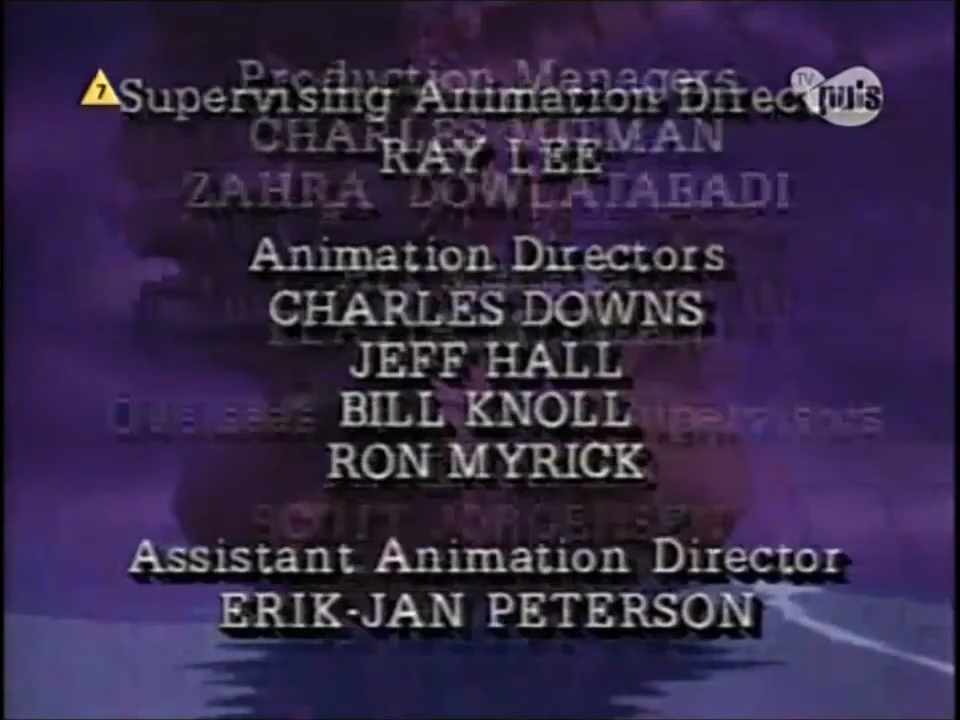 Production Managers
7
Supervising Animation Direc
TV
puls
CHARLES
RAY LEE
ZAHRA DOWLATABADI
Animation Directors
CHARLES DOWNS
JEFF HALL
BILL KNOLL
RON MYRICK
Assistant Animation Director
ERIK-JAN PETERSON